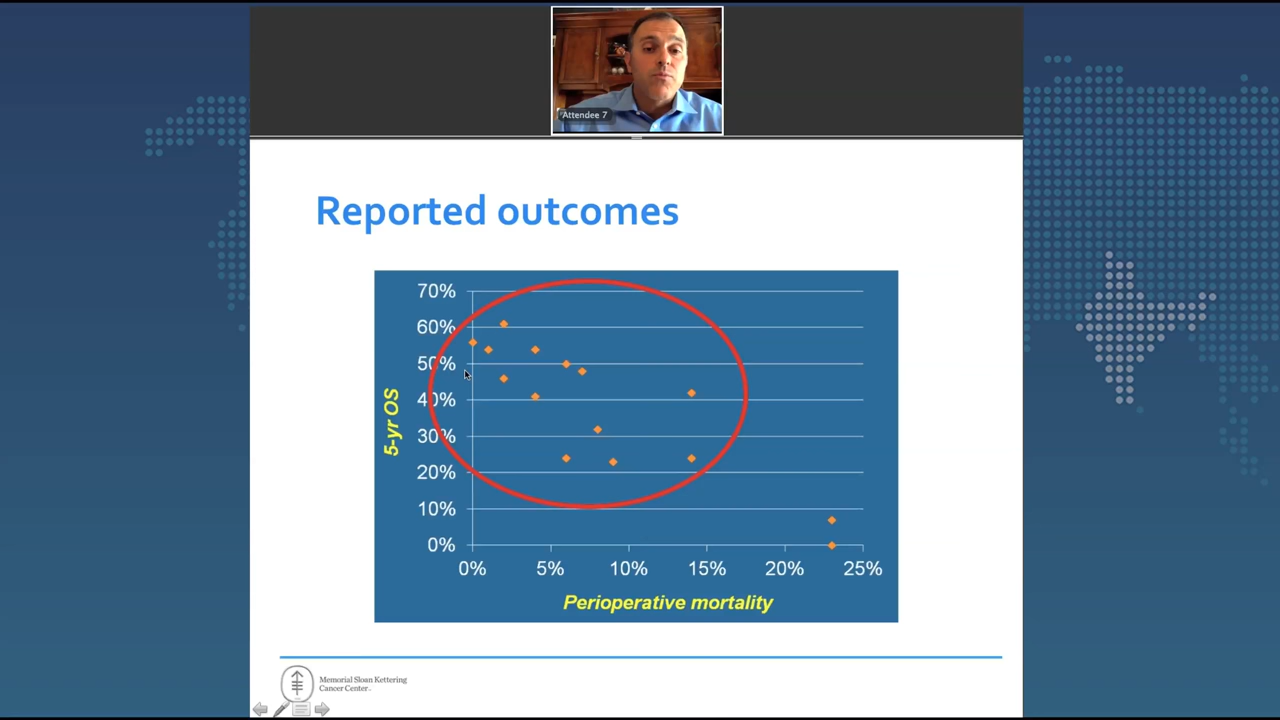 Attendee 7
Reported outcomes
70%
60%
50%
40%
30%
20%
10%
0%
5-yr OS
0% 5% 10% 15% 20% 25%
Perioperative mortality
Memorial Sloan Kettering
Cancer Center